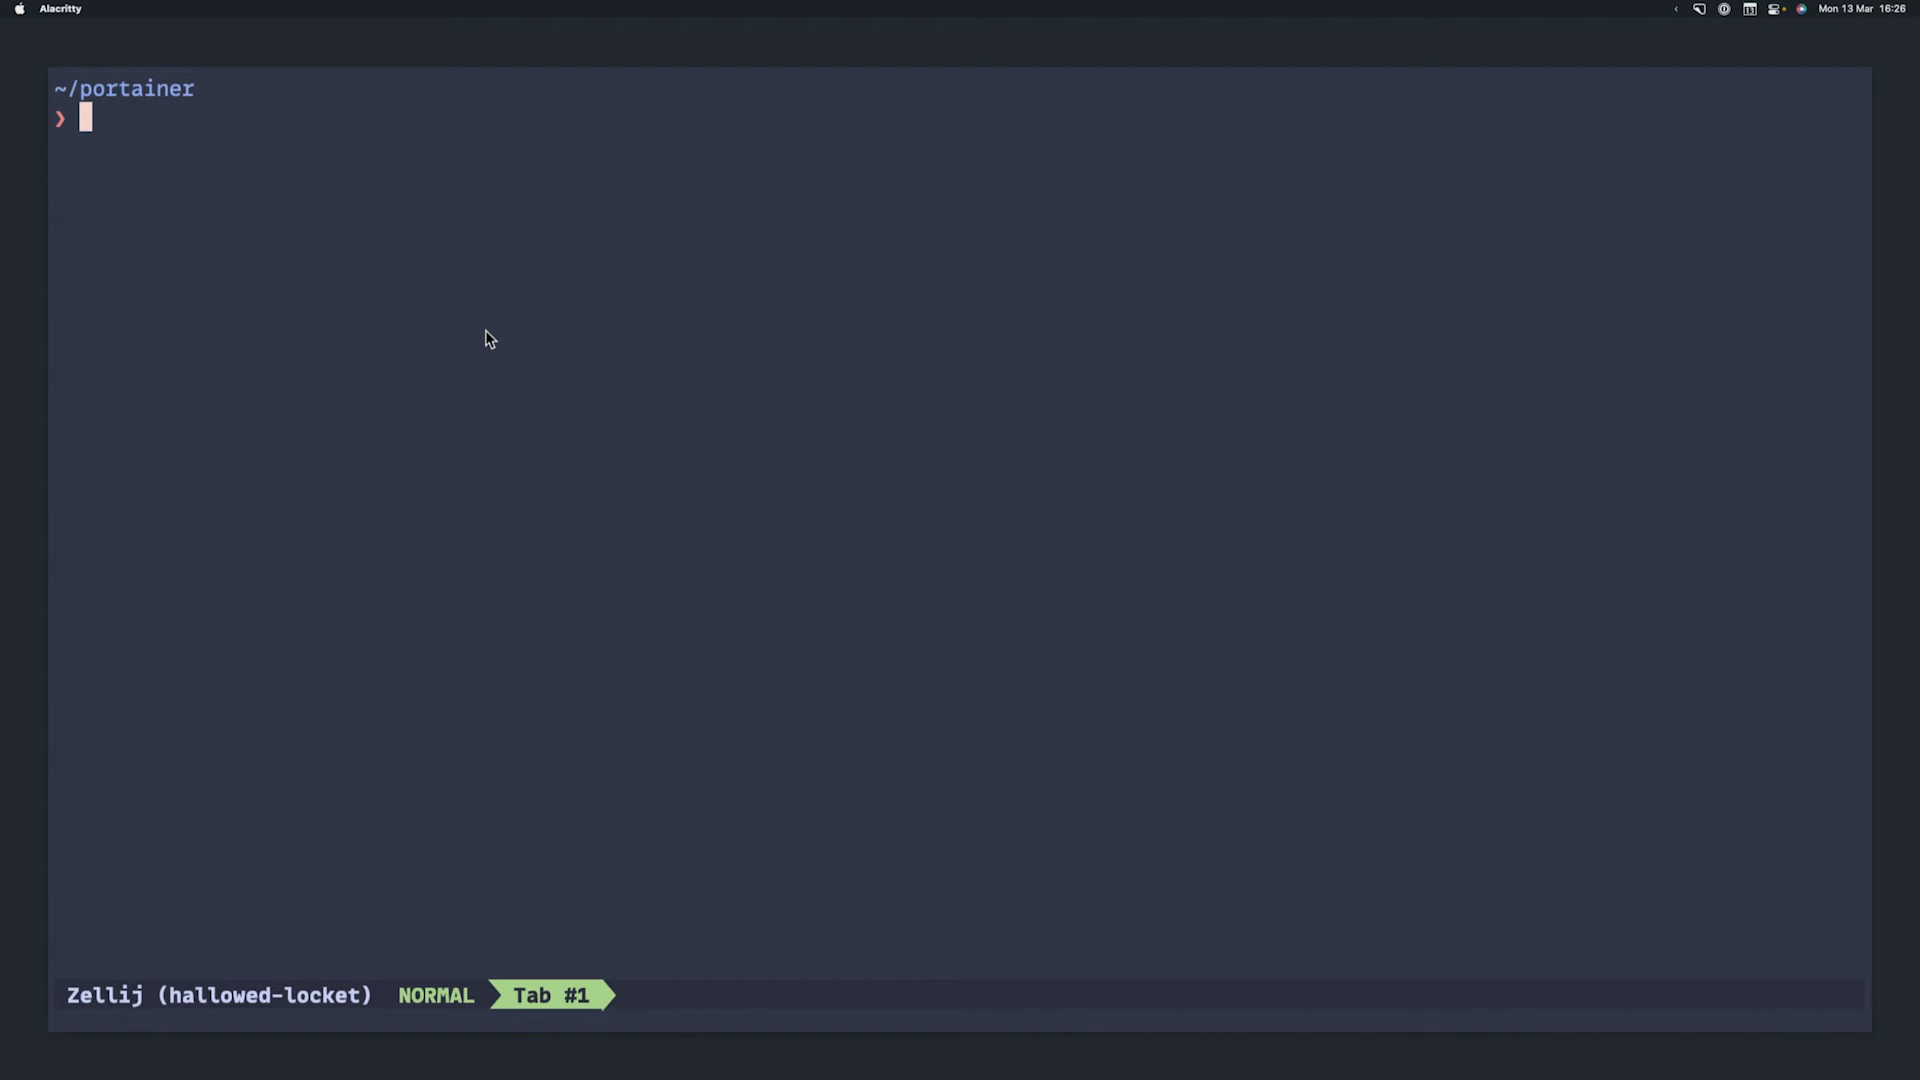 Alacritty
Mon 13 Mar 16:26
~/portainer
❯
Zellij (hallowed-locket) NORMAL Tab #1